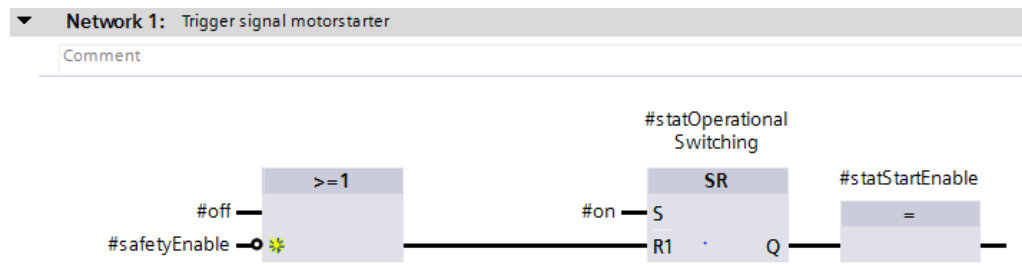 Network 1: Trigger signal motorstarter
Comment
#statOperational
Switching
>=1
SR
#statStartEnable
#off
#on
S
=
#safetyEnable
R1
Q